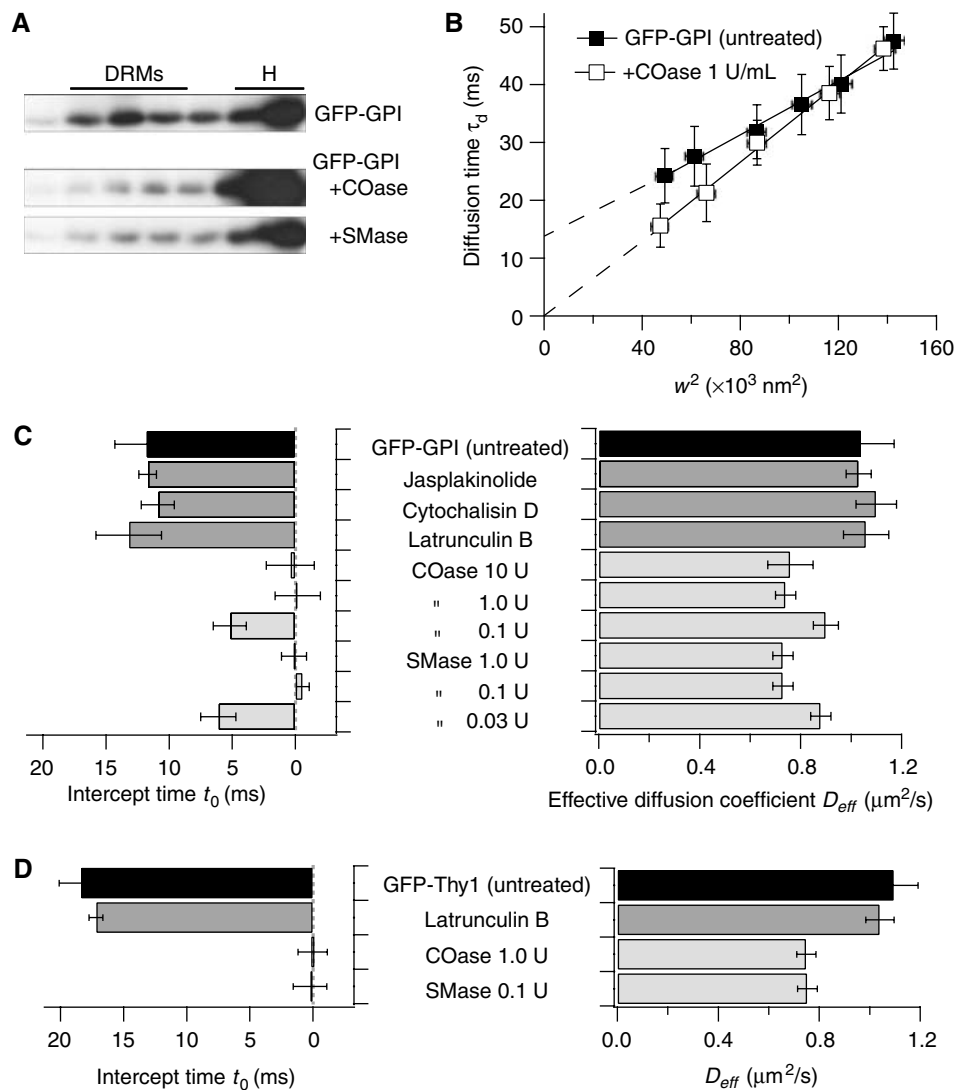 A
DRMs
H
GFP-GPI
GFP-GPI
+COase
+SMase
B
GFP-GPI (untreated)
+COase 1 U/mL
Diffusion time τd (ms)
50
40
30
20
10
0
0 40 80 120 160
w² (×10³ nm²)
C
GFP-GPI (untreated)
Jasplakinolide
Cytochalisin D
Latrunculin B
COase 10 U
" 1.0 U
" 0.1 U
SMase 1.0 U
" 0.1 U
" 0.03 U
20 15 10 5 0
Intercept time t0 (ms)
0.0 0.4 0.8 1.2
Effective diffusion coefficient Deff (μm²/s)
D
GFP-Thy1 (untreated)
Latrunculin B
COase 1.0 U
SMase 0.1 U
20 15 10 5 0
Intercept time t0 (ms)
0.0 0.4 0.8 1.2
Deff (μm²/s)